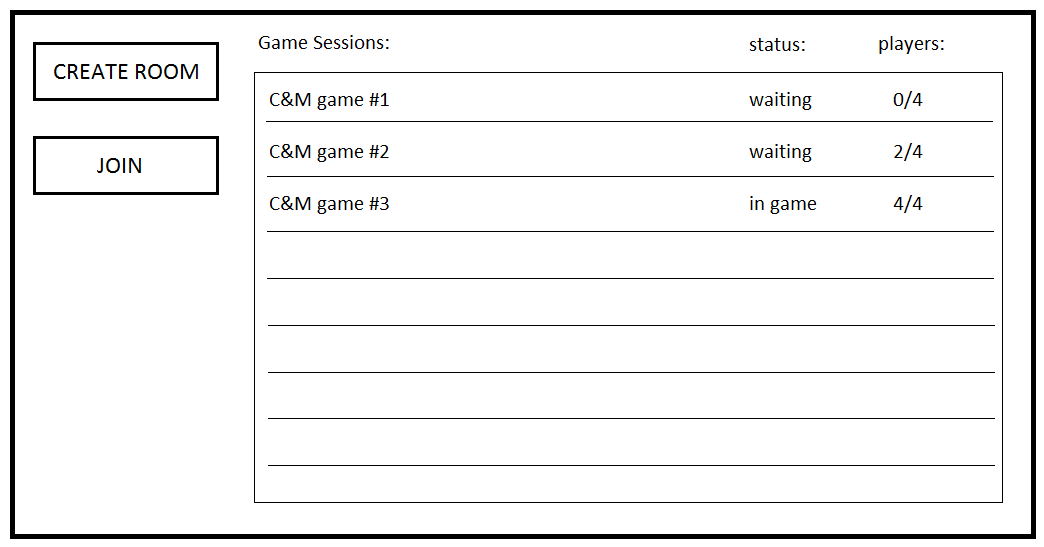 CREATE ROOM
JOIN
Game Sessions: status: players:
C&M game #1 waiting 0/4
C&M game #2 waiting 2/4
C&M game #3 in game 4/4